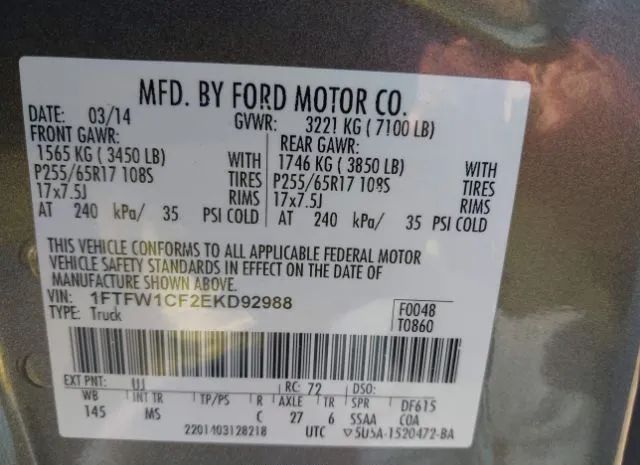 MFD. BY FORD MOTOR CO.
DATE: 03/14 GVWR: 3221 KG ( 7100 LB)
FRONT GAWR: REAR GAWR:
1565 KG ( 3450 LB) WITH 1746 KG ( 3850 LB) WITH
P255/65R17 108S TIRES P255/65R17 108S TIRES
17x7.5J RIMS 17x7.5J RIMS
AT 240 kPa/ 35 PSI COLD AT 240 kPa/ 35 PSI COLD
THIS VEHICLE CONFORMS TO ALL APPLICABLE FEDERAL MOTOR
VEHICLE SAFETY STANDARDS IN EFFECT ON THE DATE OF
MANUFACTURE SHOWN ABOVE.
VIN: 1FTFW1CF2EKD92988 F0048
TYPE: Truck T0860
EXT PNT: UJ RC: 72 DSO:
WB INT TR TP/PS R AXLE TR SPR DF615
145 MS C 27 6 SSAA COA
2201403128218 UTC 5U5A-1520472-BA